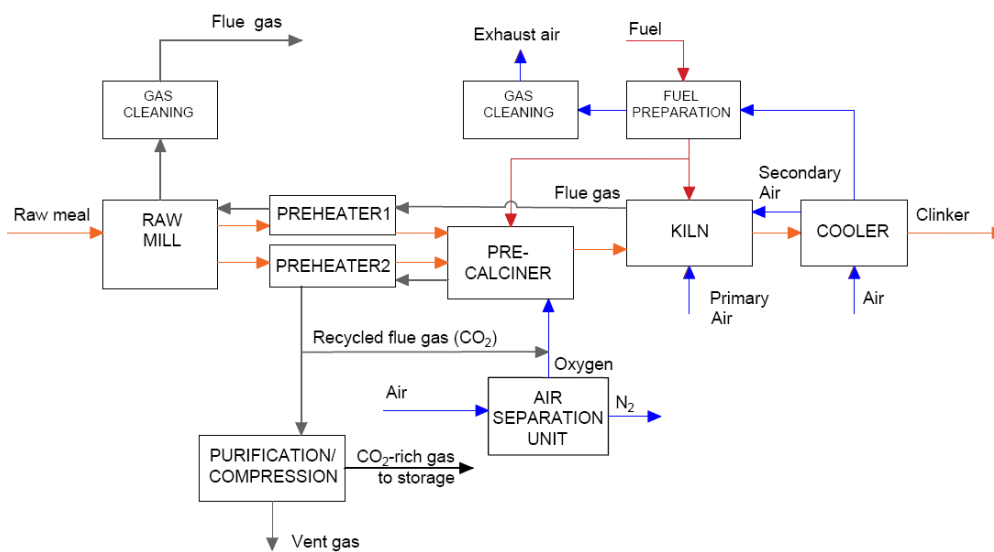 Flue gas
Exhaust air
Fuel
GAS
CLEANING
GAS
CLEANING
FUEL
PREPARATION
Raw meal
RAW
MILL
PREHEATER1
PREHEATER2
Flue gas
PRE-
CALCINER
KILN
Secondary
Air
COOLER
Clinker
Primary
Air
Air
Recycled flue gas (CO₂)
Oxygen
Air
AIR
SEPARATION
UNIT
N₂
PURIFICATION/
COMPRESSION
CO₂-rich gas
to storage
Vent gas